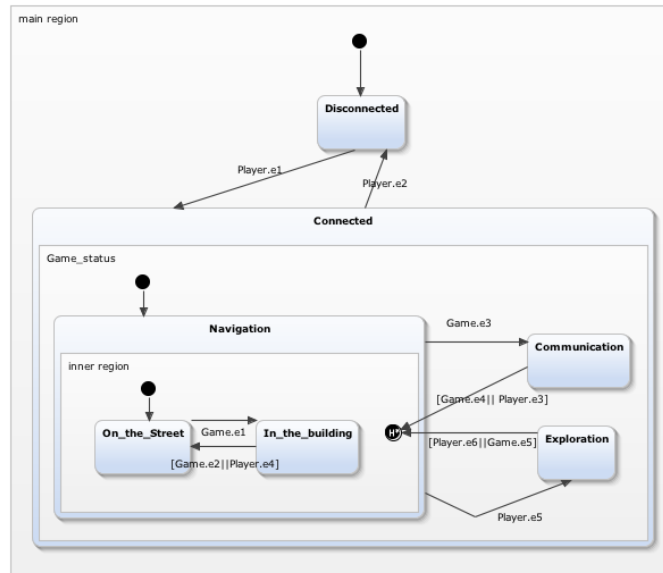 main region
Disconnected
Player.e1
Player.e2
Connected
Game_status
Navigation
Game.e3
Communication
inner region
[Game.e4|| Player.e3]
On_the_Street
Game.e1
In_the_building
H*
[Player.e6||Game.e5]
Exploration
[Game.e2||Player.e4]
Player.e5